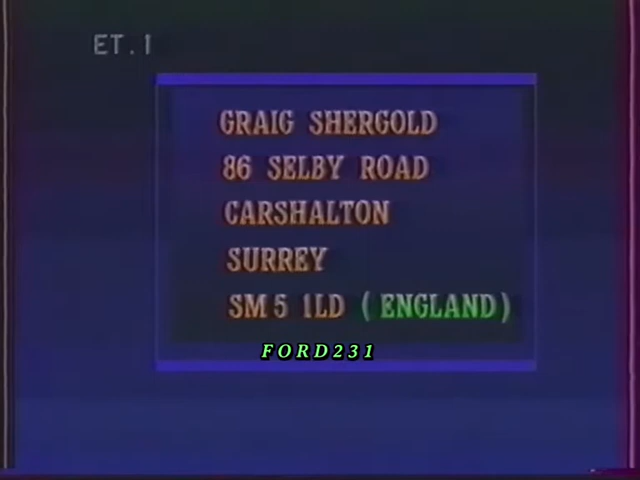 ET.1
GRAIG SHERGOLD
86 SELBY ROAD
CARSHALTON
SURREY
SM5 1LD (ENGLAND)
FORD231